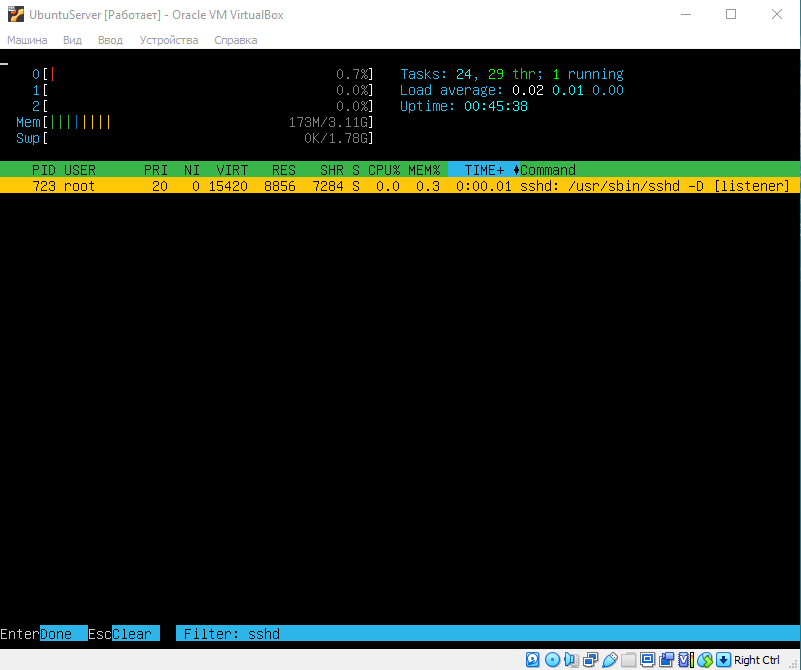 UbuntuServer [Работает] - Oracle VM VirtualBox
Машина Вид Ввод Устройства Справка
0[| 0.7%] Tasks: 24, 29 thr; 1 running
1[ 0.0%] Load average: 0.02 0.01 0.00
2[ 0.0%] Uptime: 00:45:38
Mem[|||||||| 173M/3.11G]
Swp[ 0K/1.78G]
PID USER PRI NI VIRT RES SHR S CPU% MEM% TIME+ Command
723 root 20 0 15420 8856 7284 S 0.0 0.3 0:00.01 sshd: /usr/sbin/sshd -D [listener]
EnterDone EscClear Filter: sshd
Right Ctrl